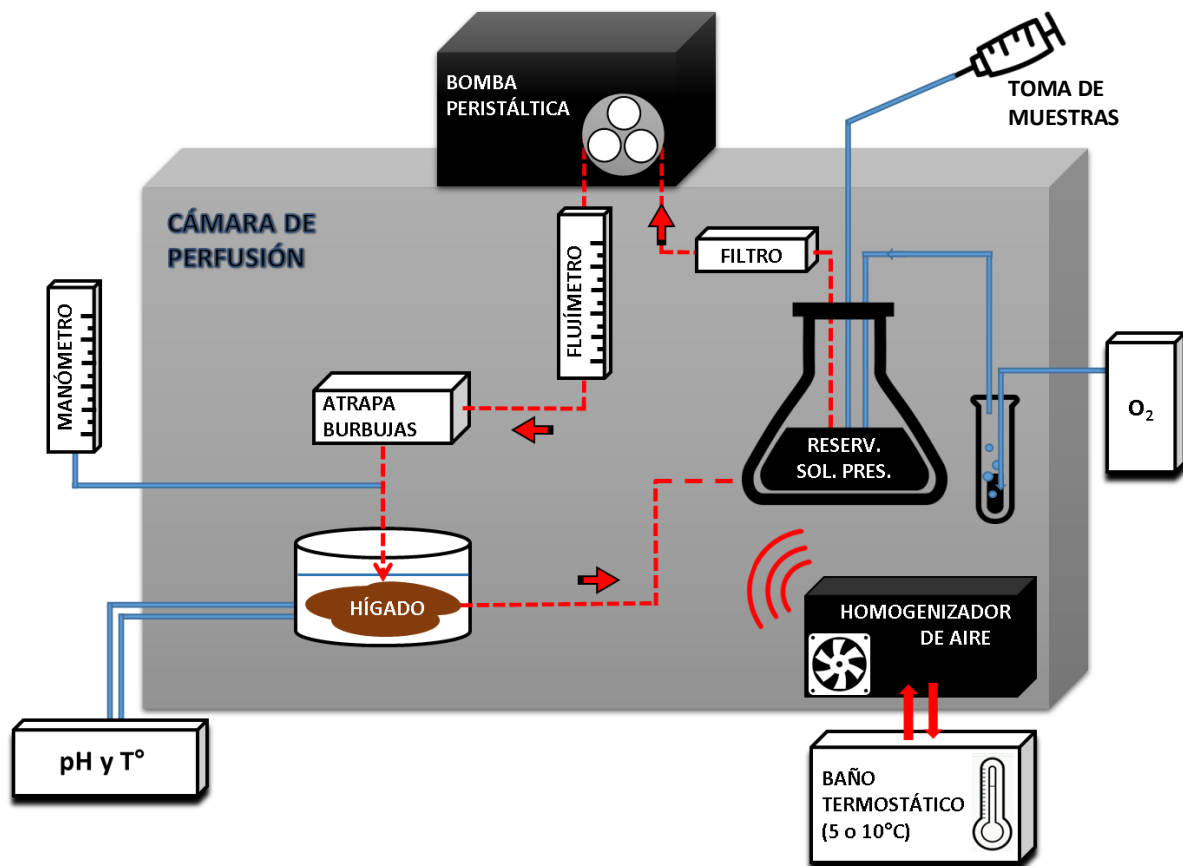 BOMBA
PERISTÁLTICA
TOMA DE
MUESTRAS
CÁMARA DE
PERFUSIÓN
MANÓMETRO
FLUJÍMETRO
FILTRO
ATRAPA
BURBUJAS
RESERV.
SOL. PRES.
O₂
HÍGADO
HOMOGENIZADOR
DE AIRE
pH y T°
BAÑO
TERMOSTÁTICO
(5 o 10°C)